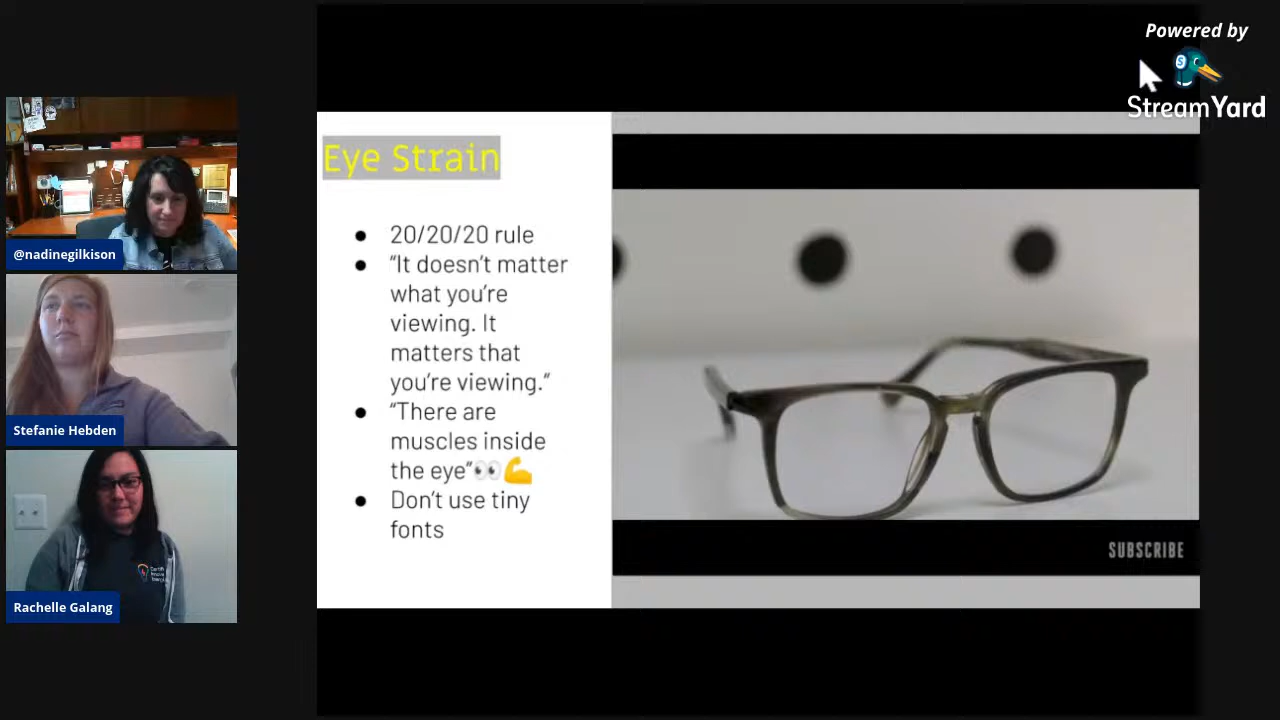 Powered by
StreamYard
Eye Strain
20/20/20 rule
“It doesn’t matter
what you’re
viewing. It
matters that
you’re viewing.”
“There are
muscles inside
the eye”👀💪
Don’t use tiny
fonts
SUBSCRIBE
@nadinegilkison
Stefanie Hebden
Rachelle Galang